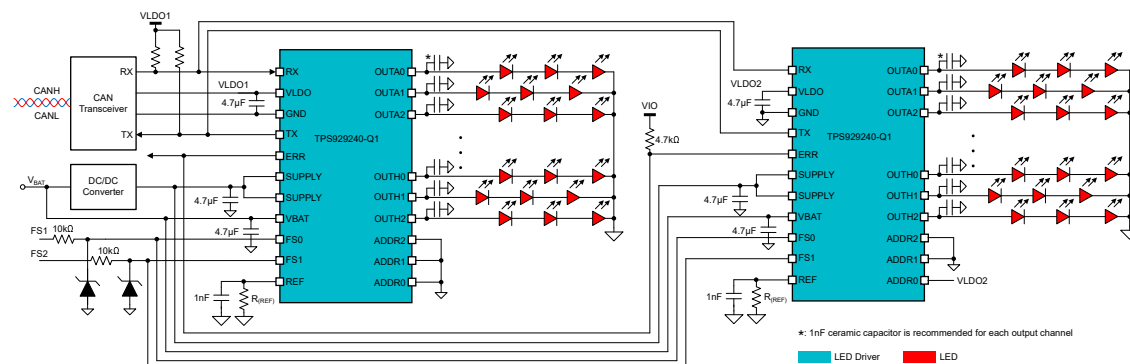 VLDO1
RX
CAN
Transceiver
TX
CANH
CANL
VLDO1
4.7µF
RX
VLDO
GND
TX
ERR
SUPPLY
SUPPLY
VBAT
FS0
FS1
REF
TPS929240-Q1
OUTA0
OUTA1
OUTA2
OUTH0
OUTH1
OUTH2
ADDR2
ADDR1
ADDR0
*
VBAT
DC/DC
Converter
4.7µF
4.7µF
FS1
10kΩ
FS2
10kΩ
1nF
R(REF)
VIO
4.7kΩ
VLDO2
4.7µF
RX
VLDO
GND
TX
ERR
SUPPLY
SUPPLY
VBAT
FS0
FS1
REF
TPS929240-Q1
OUTA0
OUTA1
OUTA2
OUTH0
OUTH1
OUTH2
ADDR2
ADDR1
ADDR0
*
4.7µF
4.7µF
1nF
R(REF)
VLDO2
*: 1nF ceramic capacitor is recommended for each output channel
LED Driver
LED